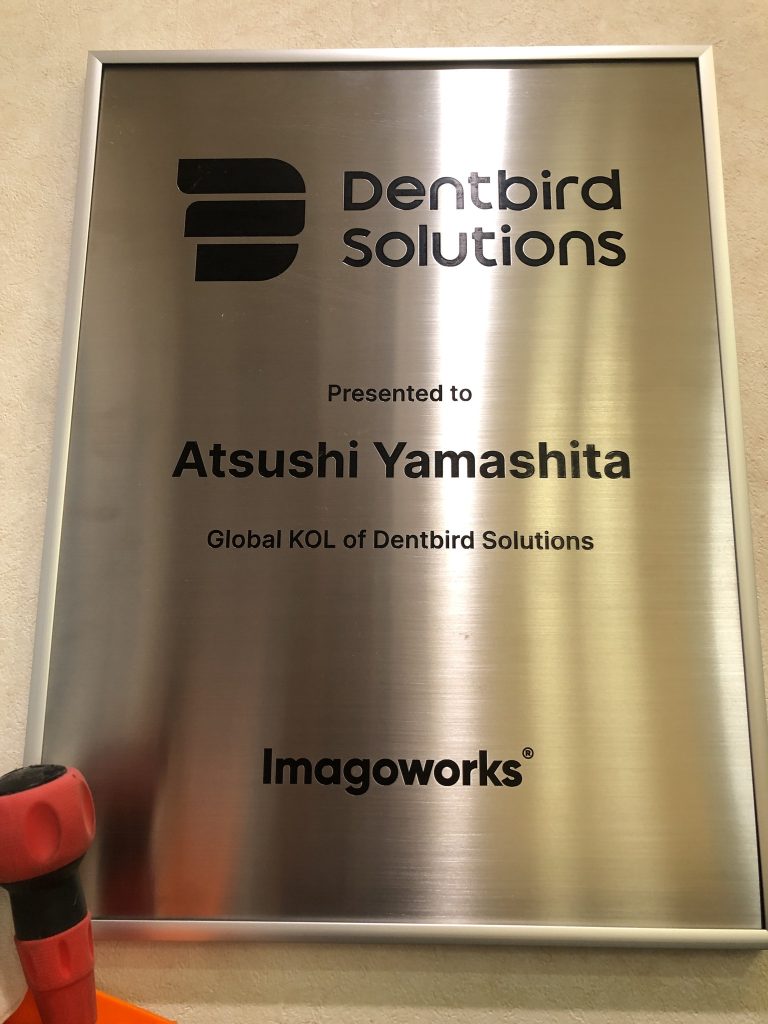 Dentbird
Solutions
Presented to
Atsushi Yamashita
Global KOL of Dentbird Solutions
Imagoworks®